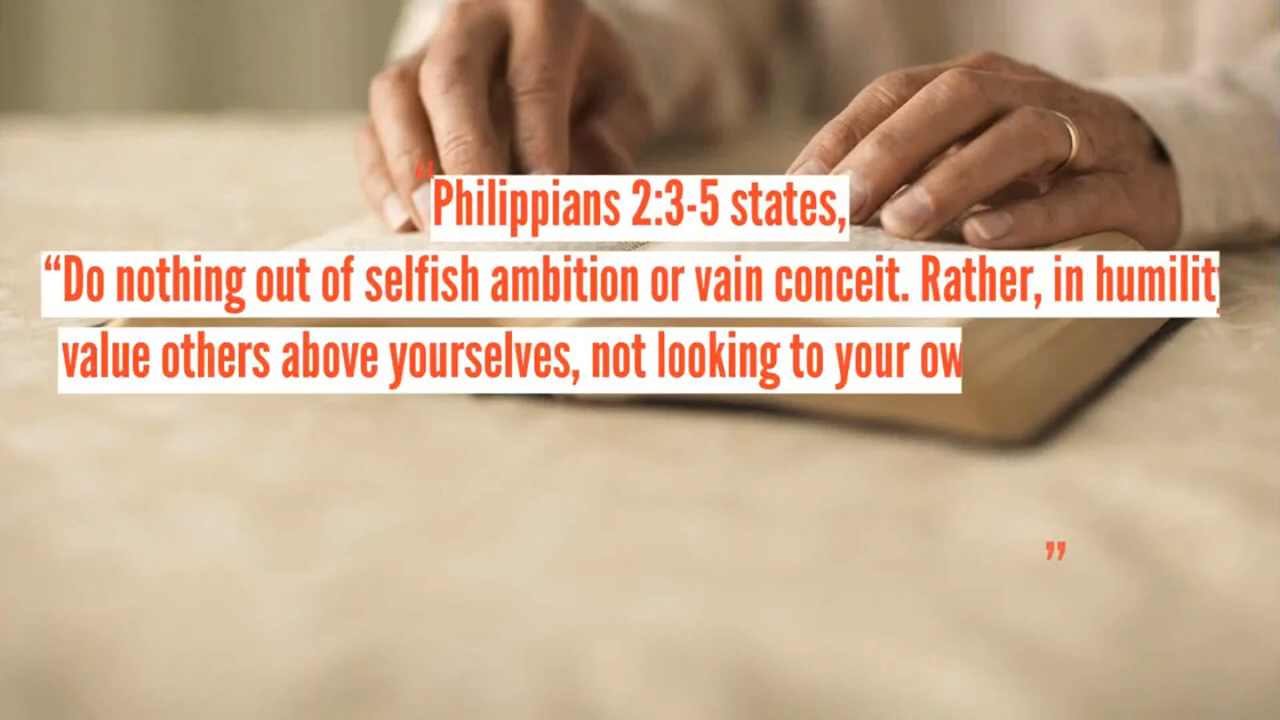 “Philippians 2:3-5 states,
“Do nothing out of selfish ambition or vain conceit. Rather, in humility
value others above yourselves, not looking to your ow
”